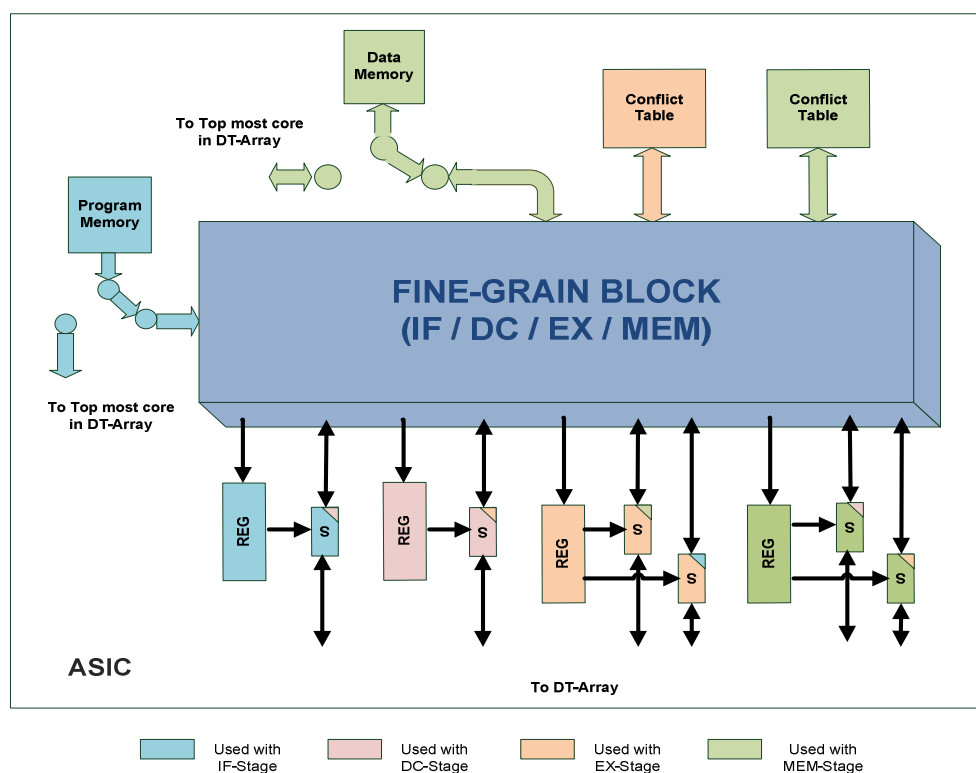 Data
Memory
Conflict
Table
Conflict
Table
To Top most core
in DT-Array
Program
Memory
FINE-GRAIN BLOCK
(IF / DC / EX / MEM)
To Top most core
in DT-Array
REG
S
REG
S
REG
S
S
REG
S
S
ASIC
To DT-Array
Used with
IF-Stage
Used with
DC-Stage
Used with
EX-Stage
Used with
MEM-Stage